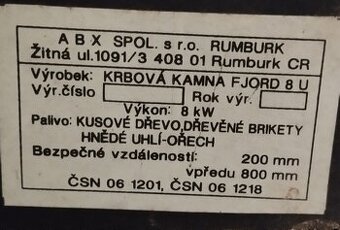 A B X SPOL. s r.o. RUMBURK
Žitná ul.1091/3 408 01 Rumburk CR
Výrobek: KRBOVÁ KAMNA FJORD 8 U
Výr.číslo Rok výr.
Výkon: 8 kW
Palivo: KUSOVÉ DŘEVO,DŘEVĚNÉ BRIKETY
HNĚDÉ UHLÍ-OŘECH
Bezpečné vzdáleností: 200 mm
vpředu 800 mm
ČSN 06 1201, ČSN 06 1218